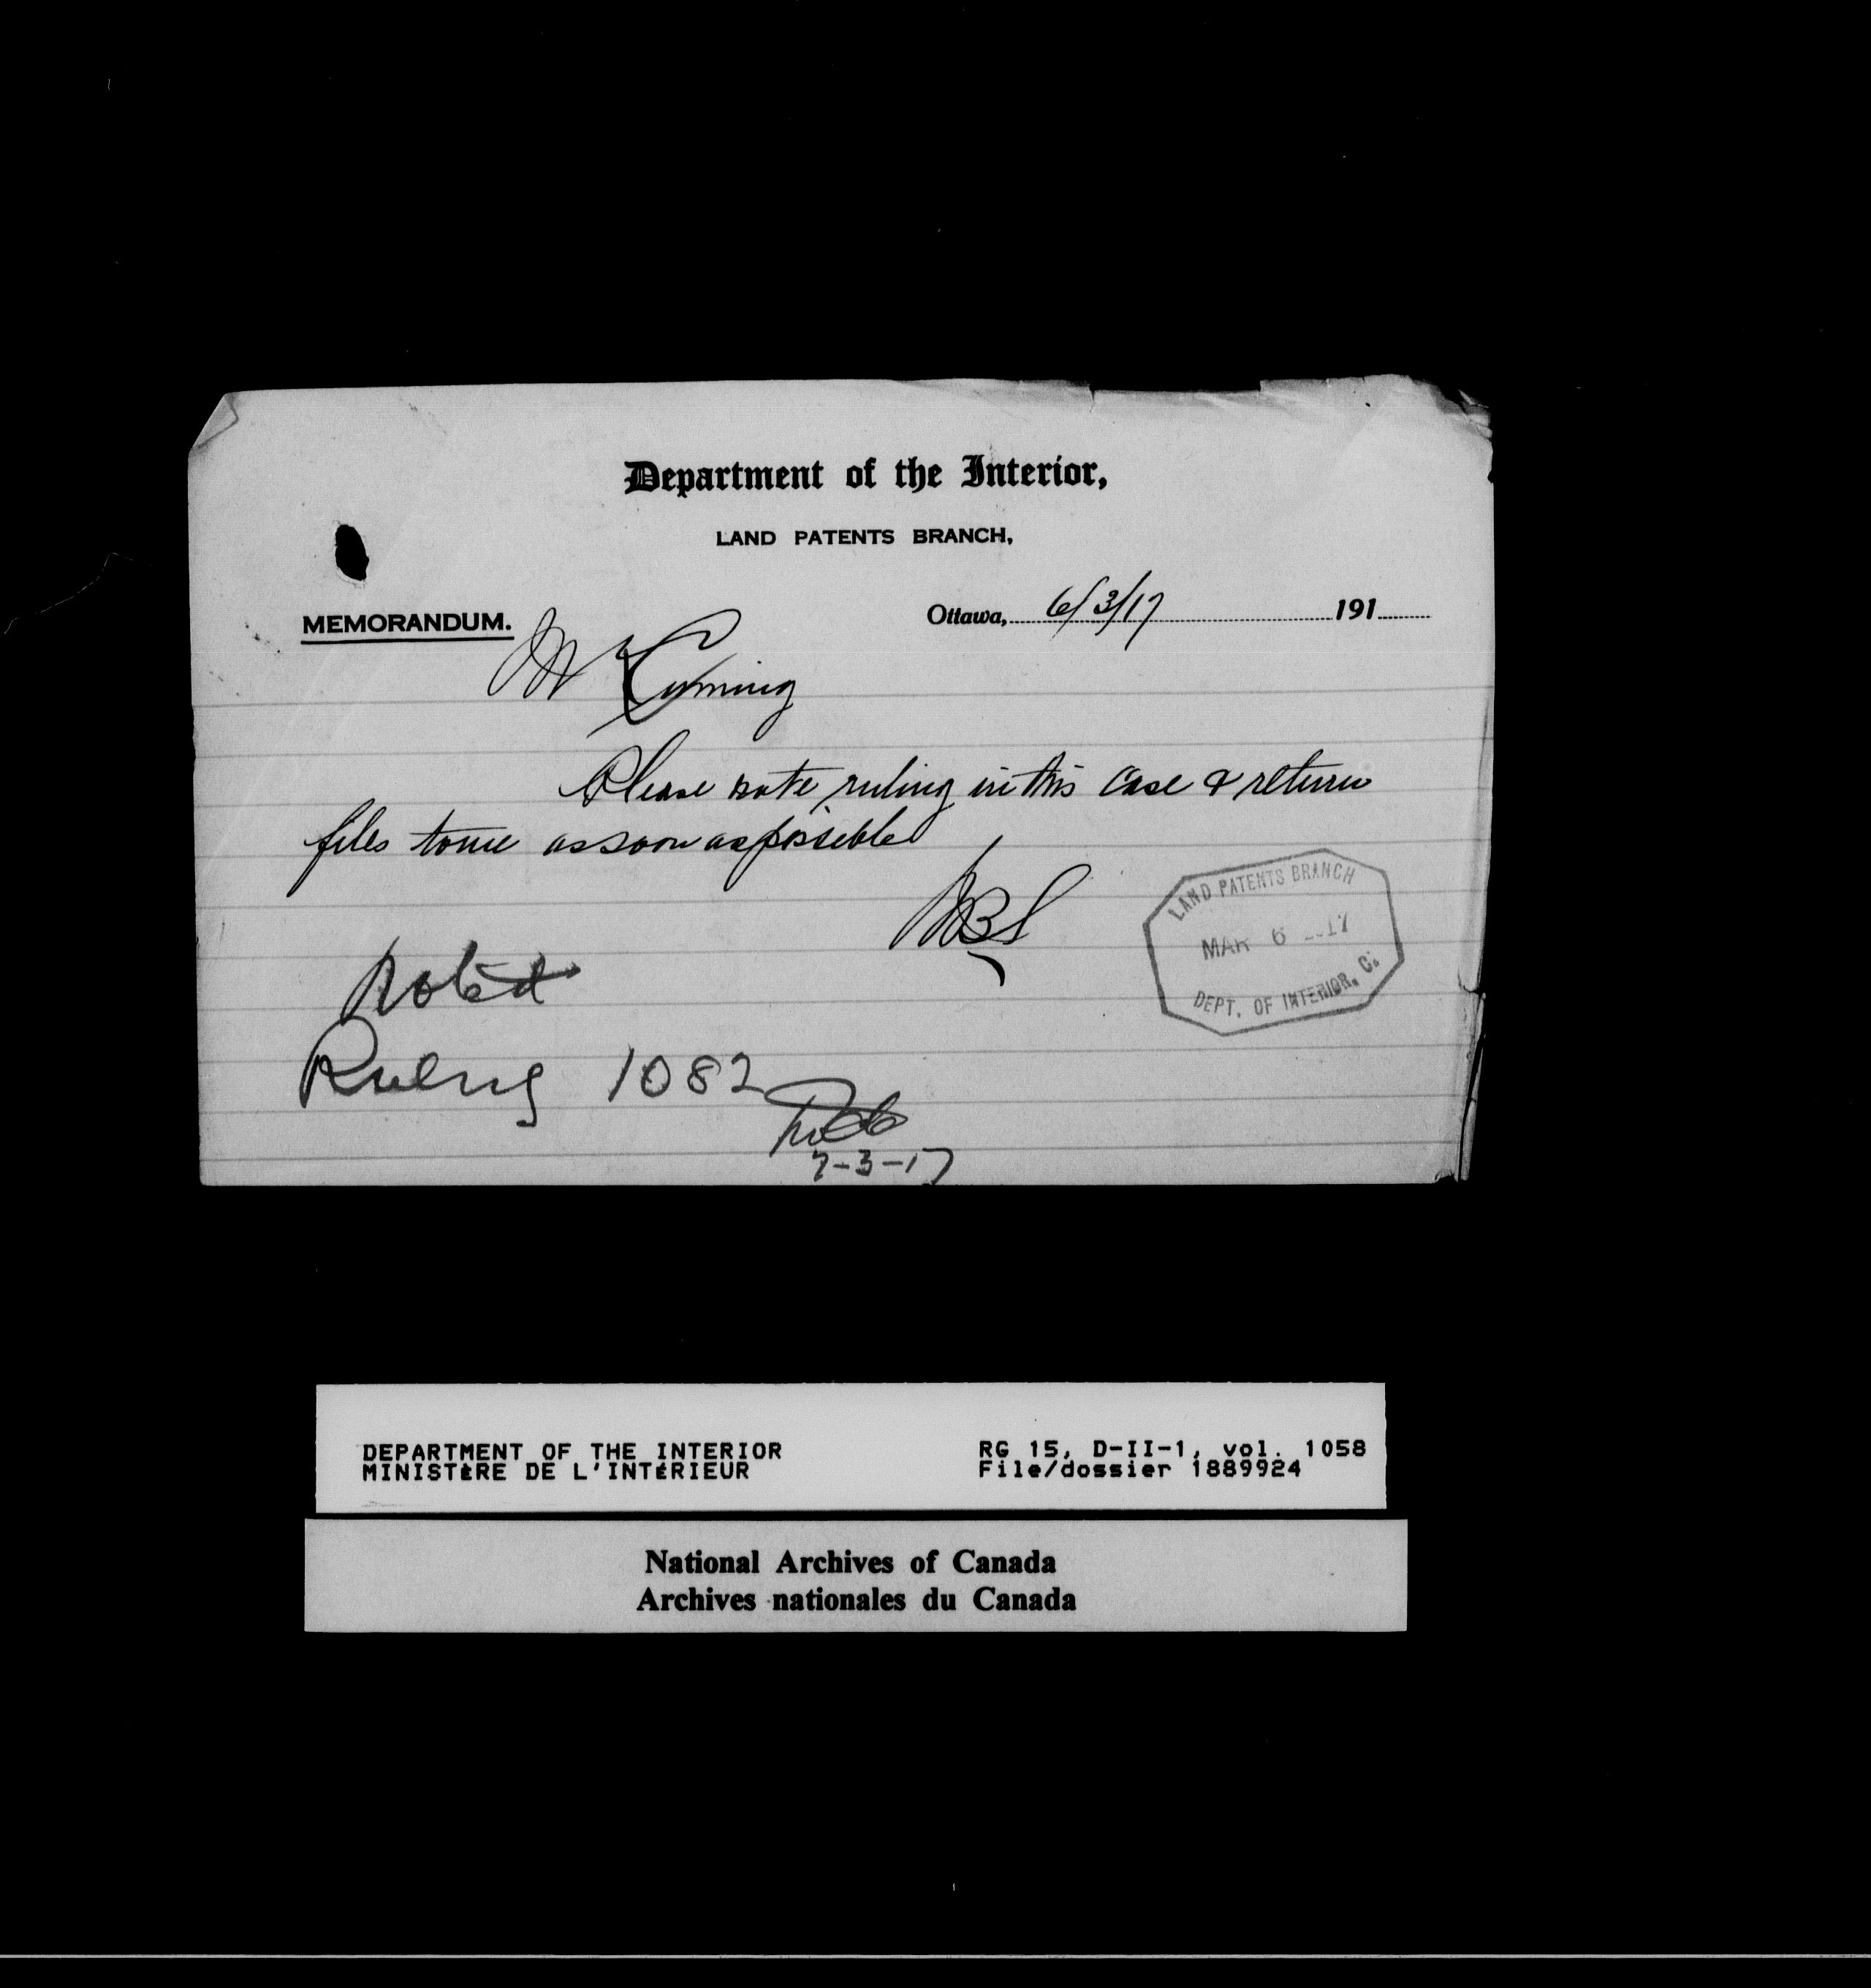 Department of the Interior,
LAND PATENTS BRANCH,
MEMORANDUM.
Ottawa, 6/3/17 191
Mr Cuming
Please note ruling in this case & return
files to me as soon as possible
LAND PATENTS BRANCH
MAR 6 17
DEPT. OF INTERIOR, C.
Noted
Ruling 1082
7-3-17
DEPARTMENT OF THE INTERIOR
MINISTÈRE DE L'INTÉRIEUR
RG 15, D-II-1, vol. 1058
File/dossier 1889924
National Archives of Canada
Archives nationales du Canada